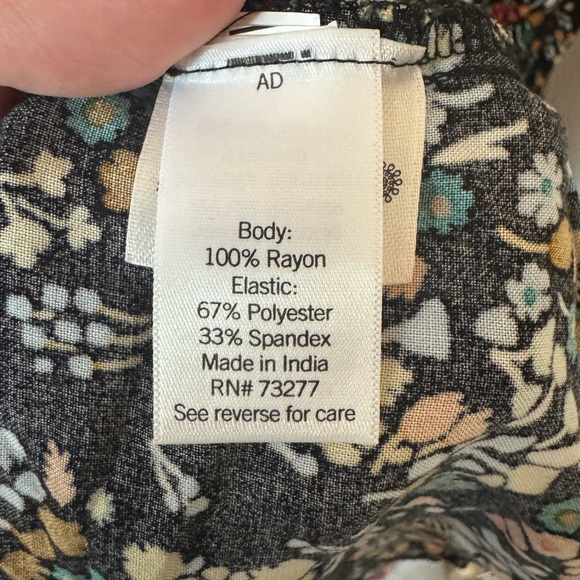 AD
Body:
100% Rayon
Elastic:
67% Polyester
33% Spandex
Made in India
RN# 73277
See reverse for care